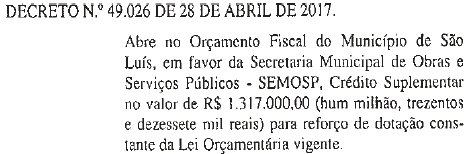 DECRETO N.º 49.026 DE 28 DE ABRIL DE 2017.
Abre no Orçamento Fiscal do Município de São
Luís, em favor da Secretaria Municipal de Obras e
Serviços Públicos - SEMOSP, Crédito Suplementar
no valor de R$ 1.317.000,00 (hum milhão, trezentos
e dezessete mil reais) para reforço de dotação cons-
tante da Lei Orçamentária vigente.